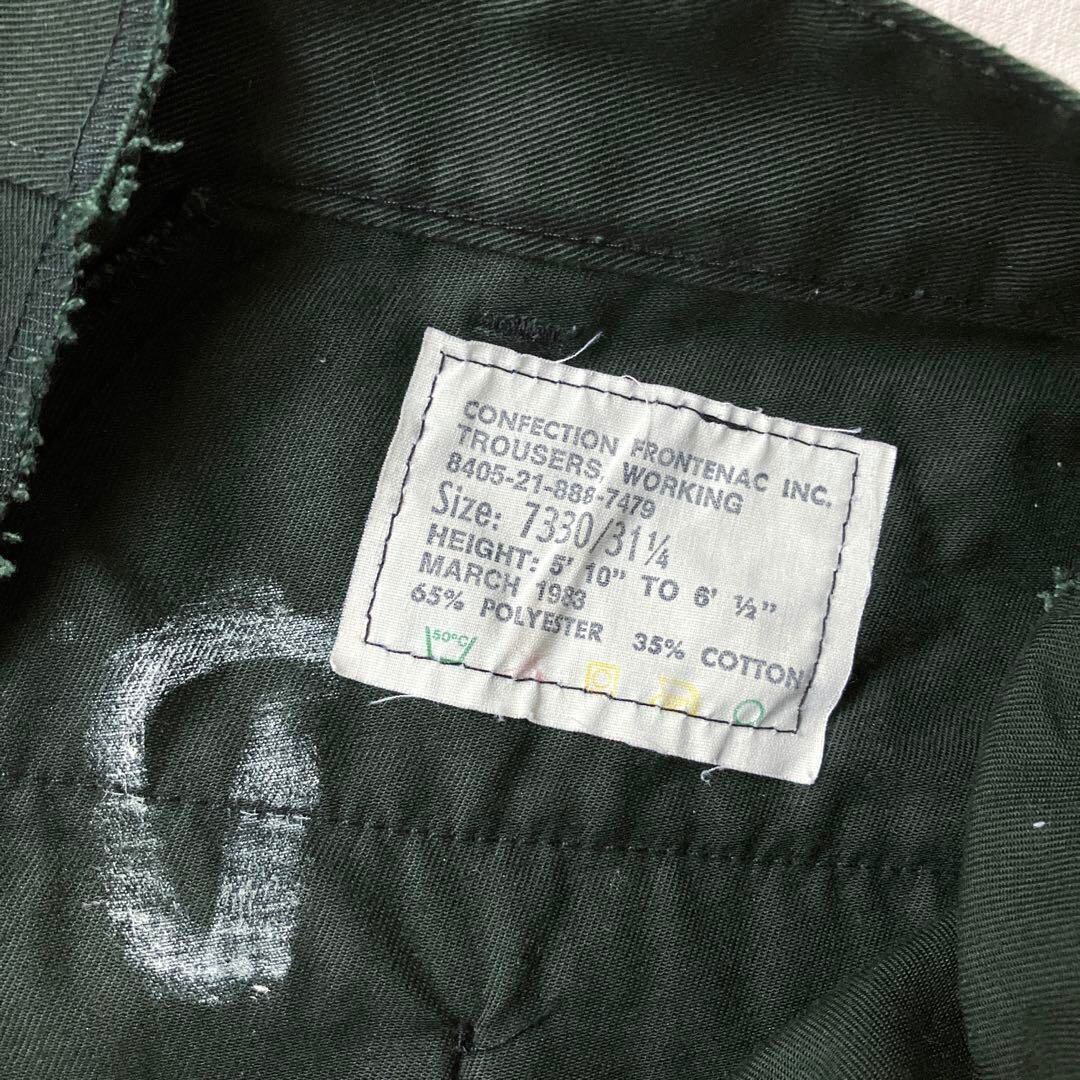 CONFECTION FRONTENAC INC.
TROUSERS, WORKING
8405-21-888-7479
Size: 7330/31¼
HEIGHT: 5' 10" TO 6' ½"
MARCH 1983
65% POLYESTER 35% COTTON
50°C